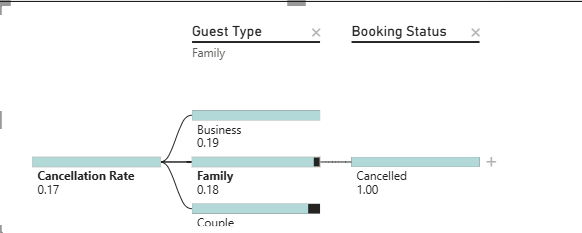 Guest Type
Booking Status
Family
Business
0.19
Cancellation Rate
0.17
Family
0.18
Cancelled
1.00
Couple